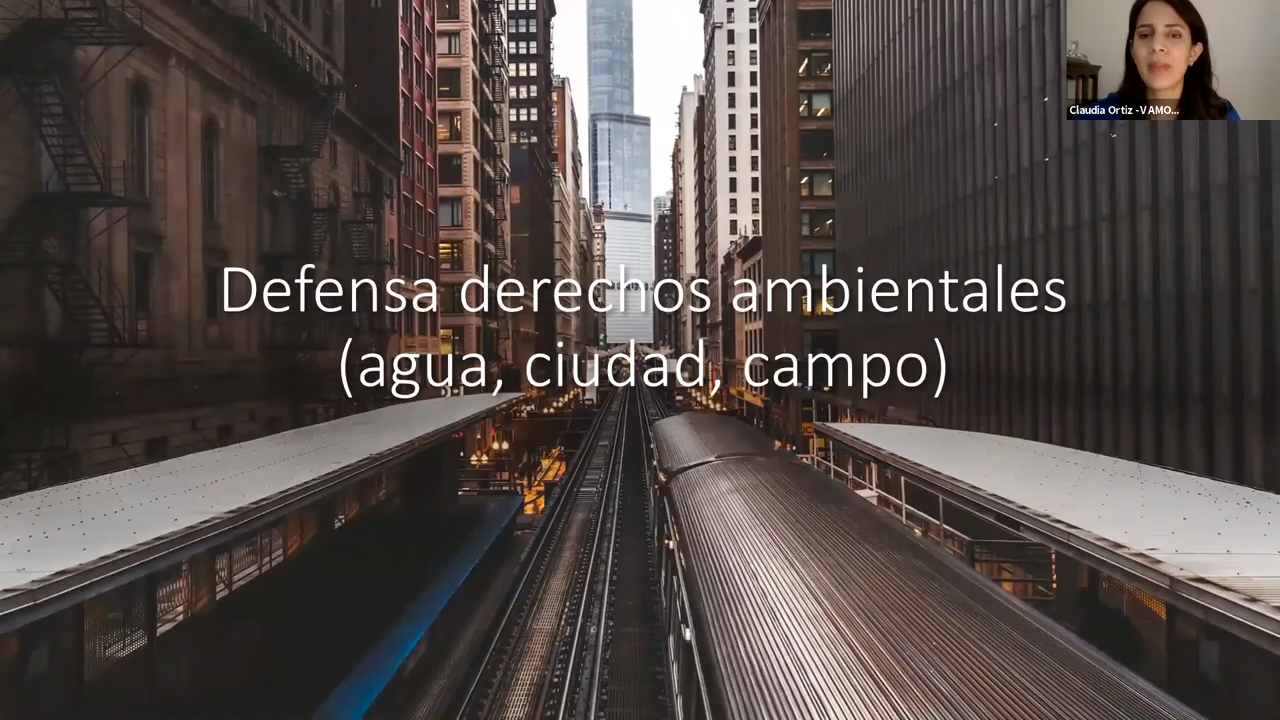 Claudia Ortiz -VAMO...
Defensa derechos ambientales
(agua, ciudad, campo)